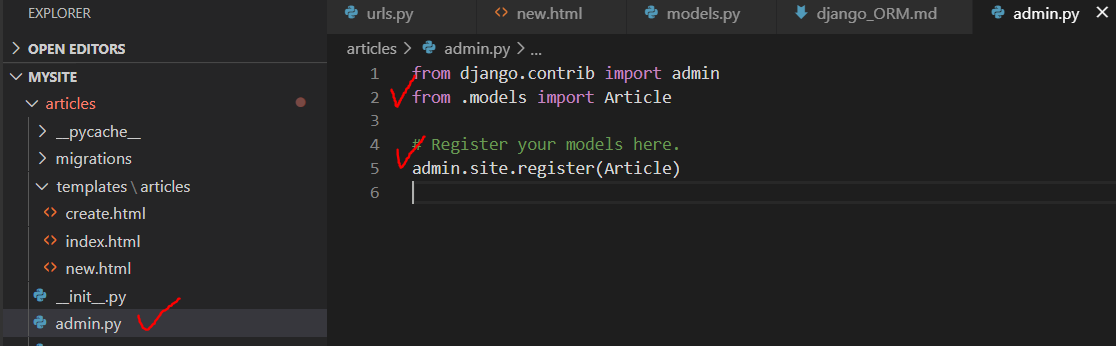 EXPLORER
OPEN EDITORS
MYSITE
articles
__pycache__
migrations
templates \ articles
create.html
index.html
new.html
__init__.py
admin.py
urls.py
new.html
models.py
django_ORM.md
admin.py
articles > admin.py > ...
1 from django.contrib import admin
2 from .models import Article
3
4 # Register your models here.
5 admin.site.register(Article)
6